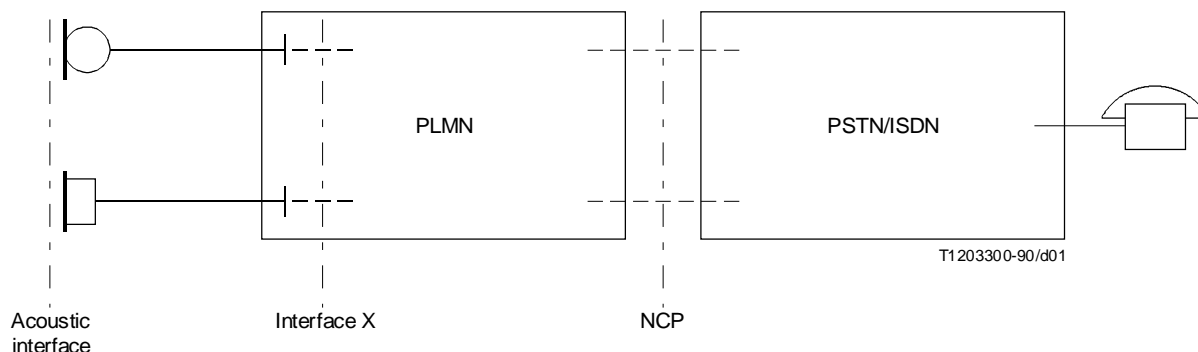 PLMN
PSTN/ISDN
T1203300-90/d01
Acoustic
interface
Interface X
NCP